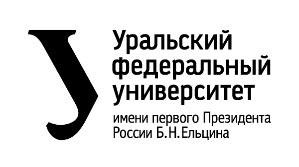 У
Уральский
федеральный
университет
имени первого Президента
России Б.Н.Ельцина